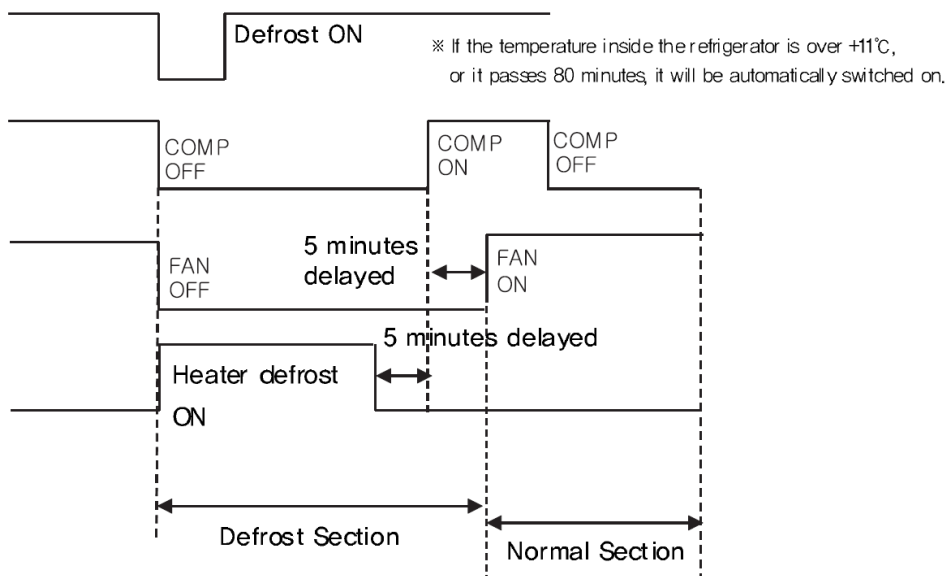 Defrost ON
※ If the temperature inside the refrigerator is over +11℃,
or it passes 80 minutes, it will be automatically switched on.
COMP
OFF
COMP
ON
COMP
OFF
FAN
OFF
5 minutes
delayed
FAN
ON
5 minutes delayed
Heater defrost
ON
Defrost Section
Normal Section